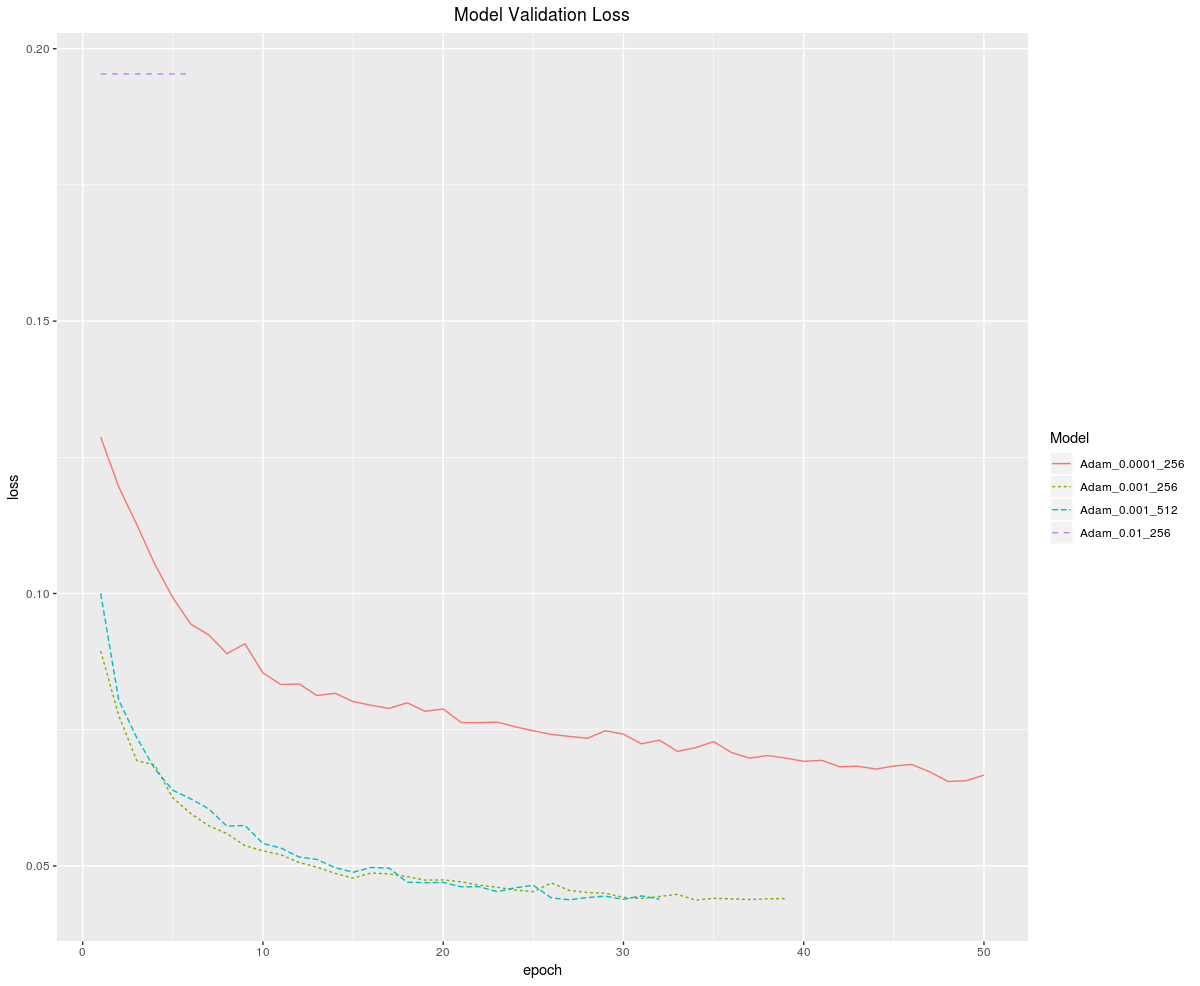 Model Validation Loss
0.20
0.15
0.10
0.05
loss
0 10 20 30 40 50
epoch
Model
Adam_0.0001_256
Adam_0.001_256
Adam_0.001_512
Adam_0.01_256